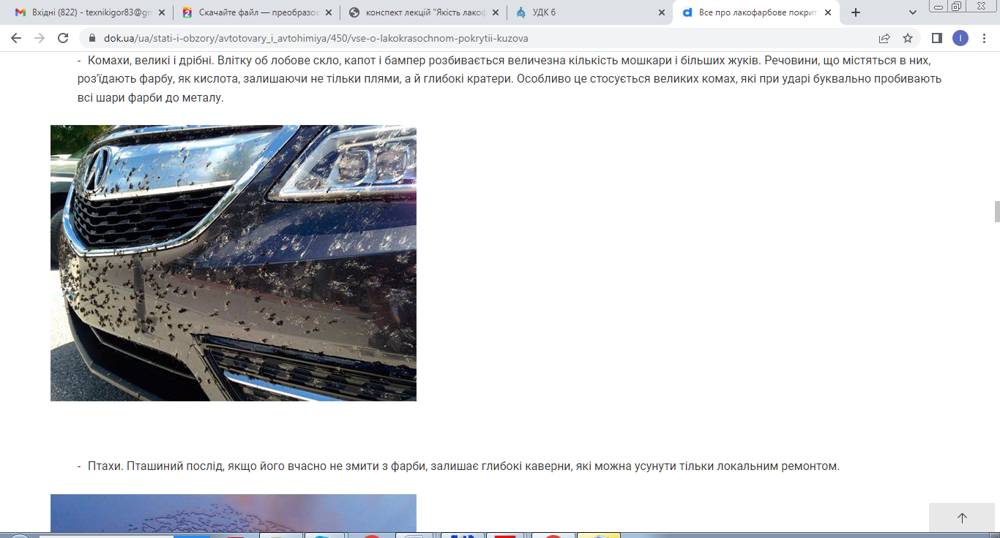 Вхідні (822) - texnikigor83@gm
Скачайте файл — преобразов
конспект лекцій "Якість лакоф
УДК 6
Все про лакофарбове покрит
dok.ua/ua/stati-i-obzory/avtotovary_i_avtohimiya/450/vse-o-lakokrasochnom-pokrytii-kuzova
І
- Комахи, великі і дрібні. Влітку об лобове скло, капот і бампер розбивається величезна кількість мошкари і більших жуків. Речовини, що містяться в них,
роз'їдають фарбу, як кислота, залишаючи не тільки плями, а й глибокі кратери. Особливо це стосується великих комах, які при ударі буквально пробивають
всі шари фарби до металу.
- Птахи. Пташиний послід, якщо його вчасно не змити з фарби, залишає глибокі каверни, які можна усунути тільки локальним ремонтом.